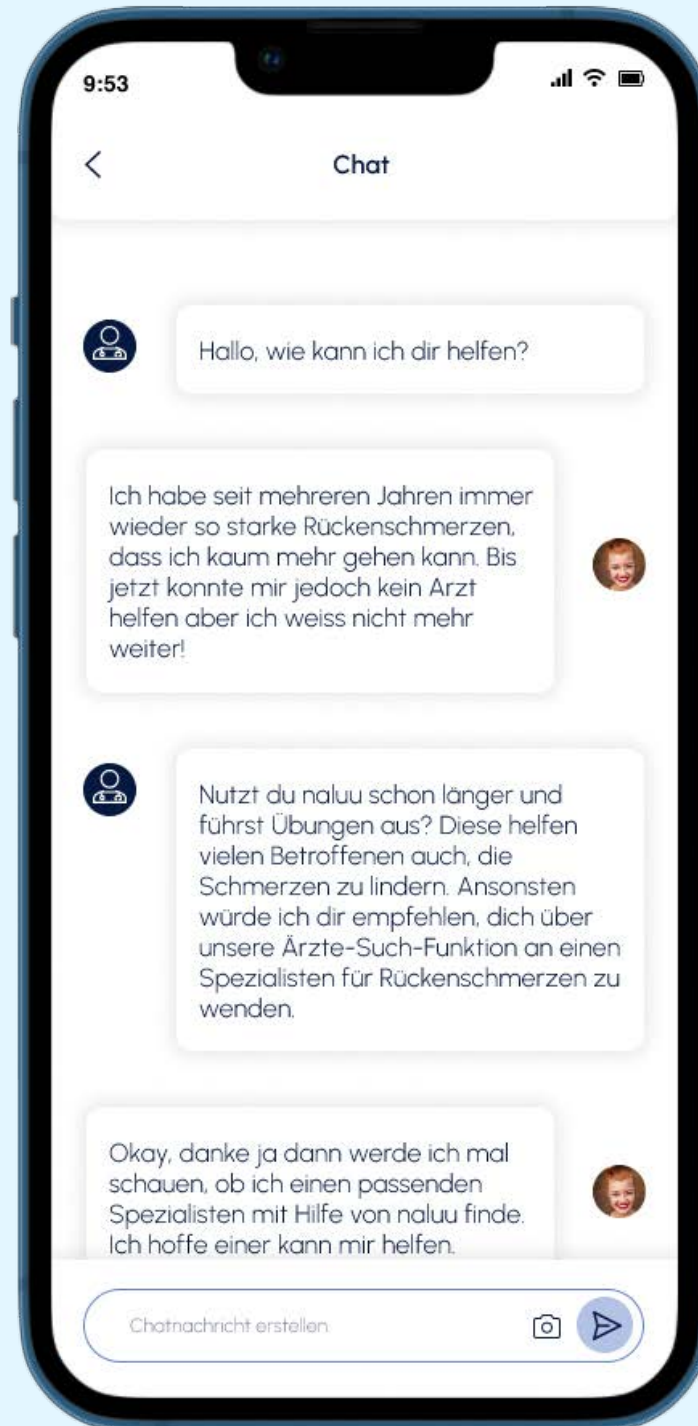 9:53
Chat
Hallo, wie kann ich dir helfen?
Ich habe seit mehreren Jahren immer
wieder so starke Rückenschmerzen,
dass ich kaum mehr gehen kann. Bis
jetzt konnte mir jedoch kein Arzt
helfen aber ich weiss nicht mehr
weiter!
Nutzt du naluu schon länger und
führst Übungen aus? Diese helfen
vielen Betroffenen auch, die
Schmerzen zu lindern. Ansonsten
würde ich dir empfehlen, dich über
unsere Ärzte-Such-Funktion an einen
Spezialisten für Rückenschmerzen zu
wenden.
Okay, danke ja dann werde ich mal
schauen, ob ich einen passenden
Spezialisten mit Hilfe von naluu finde.
Ich hoffe einer kann mir helfen.
Chatnachricht erstellen